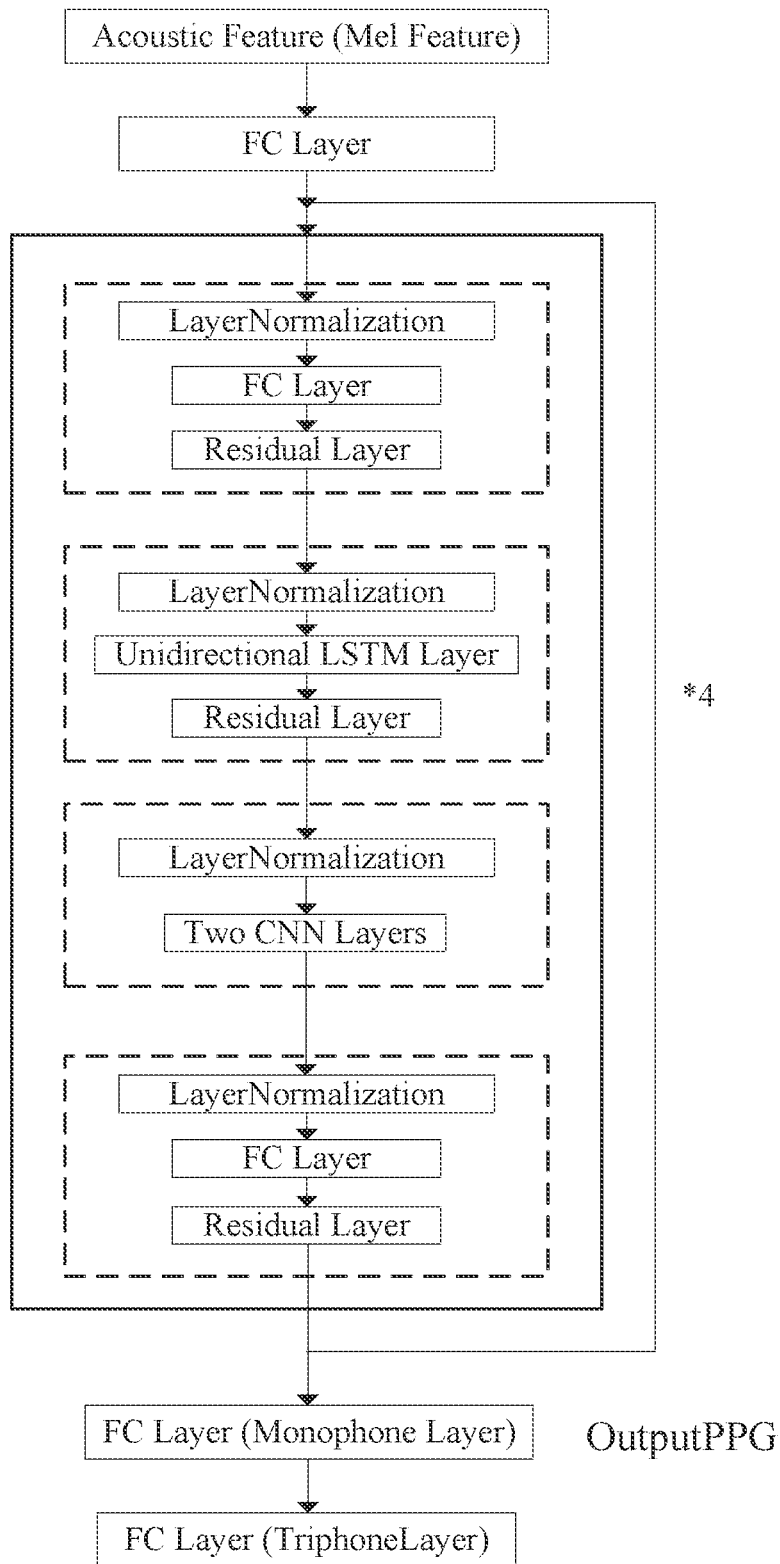 Acoustic Feature (Mel Feature)
FC Layer
LayerNormalization
FC Layer
Residual Layer
LayerNormalization
Unidirectional LSTM Layer
Residual Layer
*4
LayerNormalization
Two CNN Layers
LayerNormalization
FC Layer
Residual Layer
FC Layer (Monophone Layer)
OutputPPG
FC Layer (TriphoneLayer)